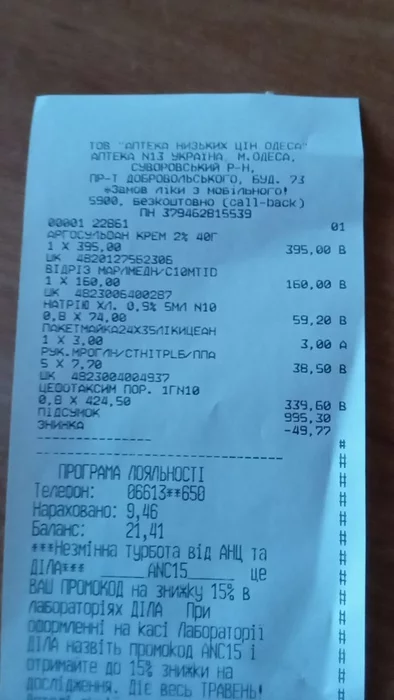 ТОВ "АПТЕКА НИЗЬКИХ ЦІН ОДЕСА"
АПТЕКА N13 УКРАЇНА, М.ОДЕСА,
СУВОРОВСЬКИЙ Р-Н,
ПР-Т ДОБРОВОЛЬСЬКОГО, БУД. 73
*Замов ліки з мобільного!
5900, безкоштовно (call-back)
ПН 379462815539
00001 22861 01
АРГОСУЛЬФАН КРЕМ 2% 40Г
1 X 395,00 395,00 В
ШК 4820127562306
ВІДРІЗ МАР/МЕДН/С10МТІD
1 X 160,00 160,00 В
ШК 4823006400287
НАТРІЮ ХЛ. 0,9% 5МЛ N10
0,8 X 74,00 59,20 В
ПАКЕТМАЙКА24Х35ЛІКИЦЕАН
1 X 3,00 3,00 А
РУК.МРОГЛН/СТНІТРLБ/ППА
5 X 7,70 38,50 В
ШК 4823004004937
ЦЕФОТАКСИМ ПОР. 1ГN10
0,8 X 424,50 339,60 В
ПІДСУМОК 995,30
ЗНИЖКА -49,77
ПРОГРАМА ЛОЯЛЬНОСТІ
Телефон: 06613**650
Нараховано: 9,46
Баланс: 21,41
***Незмінна турбота від АНЦ та
ДІЛА*** _____ANC15_____ це
ВАШ ПРОМОКОД на знижку 15% в
лабораторіях ДІЛА При
оформленні на касі Лабораторії
ДІЛА назвіть промокод ANC15 і
отримайте до 15% знижки на
дослідження. Діє весь ТРАВЕНЬ!